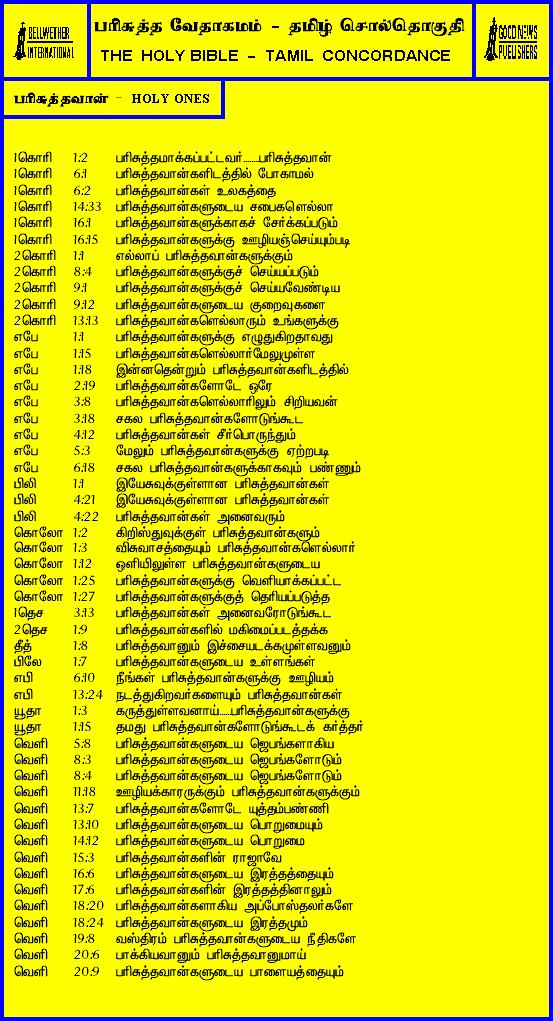 BELLWETHER
INTERNATIONAL
பரிசுத்த வேதாகமம் - தமிழ் சொல்தொகுதி
THE HOLY BIBLE - TAMIL CONCORDANCE
GOOD NEWS
PUBLISHERS
பரிசுத்தவான் - HOLY ONES
1கொரி 1:2 பரிசுத்தமாக்கப்பட்டவர்.......பரிசுத்தவான்
1கொரி 6:1 பரிசுத்தவான்களிடத்தில் போகாமல்
1கொரி 6:2 பரிசுத்தவான்கள் உலகத்தை
1கொரி 14:33 பரிசுத்தவான்களுடைய சபைகளெல்லா
1கொரி 16:1 பரிசுத்தவான்களுக்காகச் சேர்க்கப்படும்
1கொரி 16:15 பரிசுத்தவான்களுக்கு ஊழியஞ்செய்யும்படி
2கொரி 1:1 எல்லாப் பரிசுத்தவான்களுக்கும்
2கொரி 8:4 பரிசுத்தவான்களுக்குச் செய்யப்படும்
2கொரி 9:1 பரிசுத்தவான்களுக்குச் செய்யவேண்டிய
2கொரி 9:12 பரிசுத்தவான்களுடைய குறைவுகளை
2கொரி 13:13 பரிசுத்தவான்களெல்லாரும் உங்களுக்கு
எபே 1:1 பரிசுத்தவான்களுக்கு எழுதுகிறதாவது
எபே 1:15 பரிசுத்தவான்களெல்லார்மேலுமுள்ள
எபே 1:18 இன்னதென்றும் பரிசுத்தவான்களிடத்தில்
எபே 2:19 பரிசுத்தவான்களோடே ஒரே
எபே 3:8 பரிசுத்தவான்களெல்லாரிலும் சிறியவன்
எபே 3:18 சகல பரிசுத்தவான்களோடுங்கூட
எபே 4:12 பரிசுத்தவான்கள் சீர்பொருந்தும்
எபே 5:3 மேலும் பரிசுத்தவான்களுக்கு ஏற்றபடி
எபே 6:18 சகல பரிசுத்தவான்களுக்காகவும் பண்ணும்
பிலி 1:1 இயேசுவுக்குள்ளான பரிசுத்தவான்கள்
பிலி 4:21 இயேசுவுக்குள்ளான பரிசுத்தவான்கள்
பிலி 4:22 பரிசுத்தவான்கள் அனைவரும்
கொலோ 1:2 கிறிஸ்துவுக்குள் பரிசுத்தவான்களும்
கொலோ 1:3 விசுவாசத்தையும் பரிசுத்தவான்களெல்லார்
கொலோ 1:12 ஒளியிலுள்ள பரிசுத்தவான்களுடைய
கொலோ 1:25 பரிசுத்தவான்களுக்கு வெளியாக்கப்பட்ட
கொலோ 1:27 பரிசுத்தவான்களுக்குத் தெரியப்படுத்த
1தெச 3:13 பரிசுத்தவான்கள் அனைவரோடுங்கூட
2தெச 1:9 பரிசுத்தவான்களில் மகிமைப்படத்தக்க
தீத் 1:8 பரிசுத்தவானும் இச்சையடக்கமுள்ளவனும்
பிலே 1:7 பரிசுத்தவான்களுடைய உள்ளங்கள்
எபி 6:10 நீங்கள் பரிசுத்தவான்களுக்கு ஊழியம்
எபி 13:24 நடத்துகிறவர்களையும் பரிசுத்தவான்கள்
யூதா 1:3 கருத்துள்ளவனாய்.....பரிசுத்தவான்களுக்கு
யூதா 1:15 தமது பரிசுத்தவான்களோடுங்கூடக் கர்த்தர்
வெளி 5:8 பரிசுத்தவான்களுடைய ஜெபங்களாகிய
வெளி 8:3 பரிசுத்தவான்களுடைய ஜெபங்களோடும்
வெளி 8:4 பரிசுத்தவான்களுடைய ஜெபங்களோடும்
வெளி 11:18 ஊழியக்காரருக்கும் பரிசுத்தவான்களுக்கும்
வெளி 13:7 பரிசுத்தவான்களோடே யுத்தம்பண்ணி
வெளி 13:10 பரிசுத்தவான்களுடைய பொறுமையும்
வெளி 14:12 பரிசுத்தவான்களுடைய பொறுமை
வெளி 15:3 பரிசுத்தவான்களின் ராஜாவே
வெளி 16:6 பரிசுத்தவான்களுடைய இரத்தத்தையும்
வெளி 17:6 பரிசுத்தவான்களின் இரத்தத்தினாலும்
வெளி 18:20 பரிசுத்தவான்களாகிய அப்போஸ்தலர்களே
வெளி 18:24 பரிசுத்தவான்களுடைய இரத்தமும்
வெளி 19:8 வஸ்திரம் பரிசுத்தவான்களுடைய நீதிகளே
வெளி 20:6 பாக்கியவானும் பரிசுத்தவானுமாய்
வெளி 20:9 பரிசுத்தவான்களுடைய பாளையத்தையும்